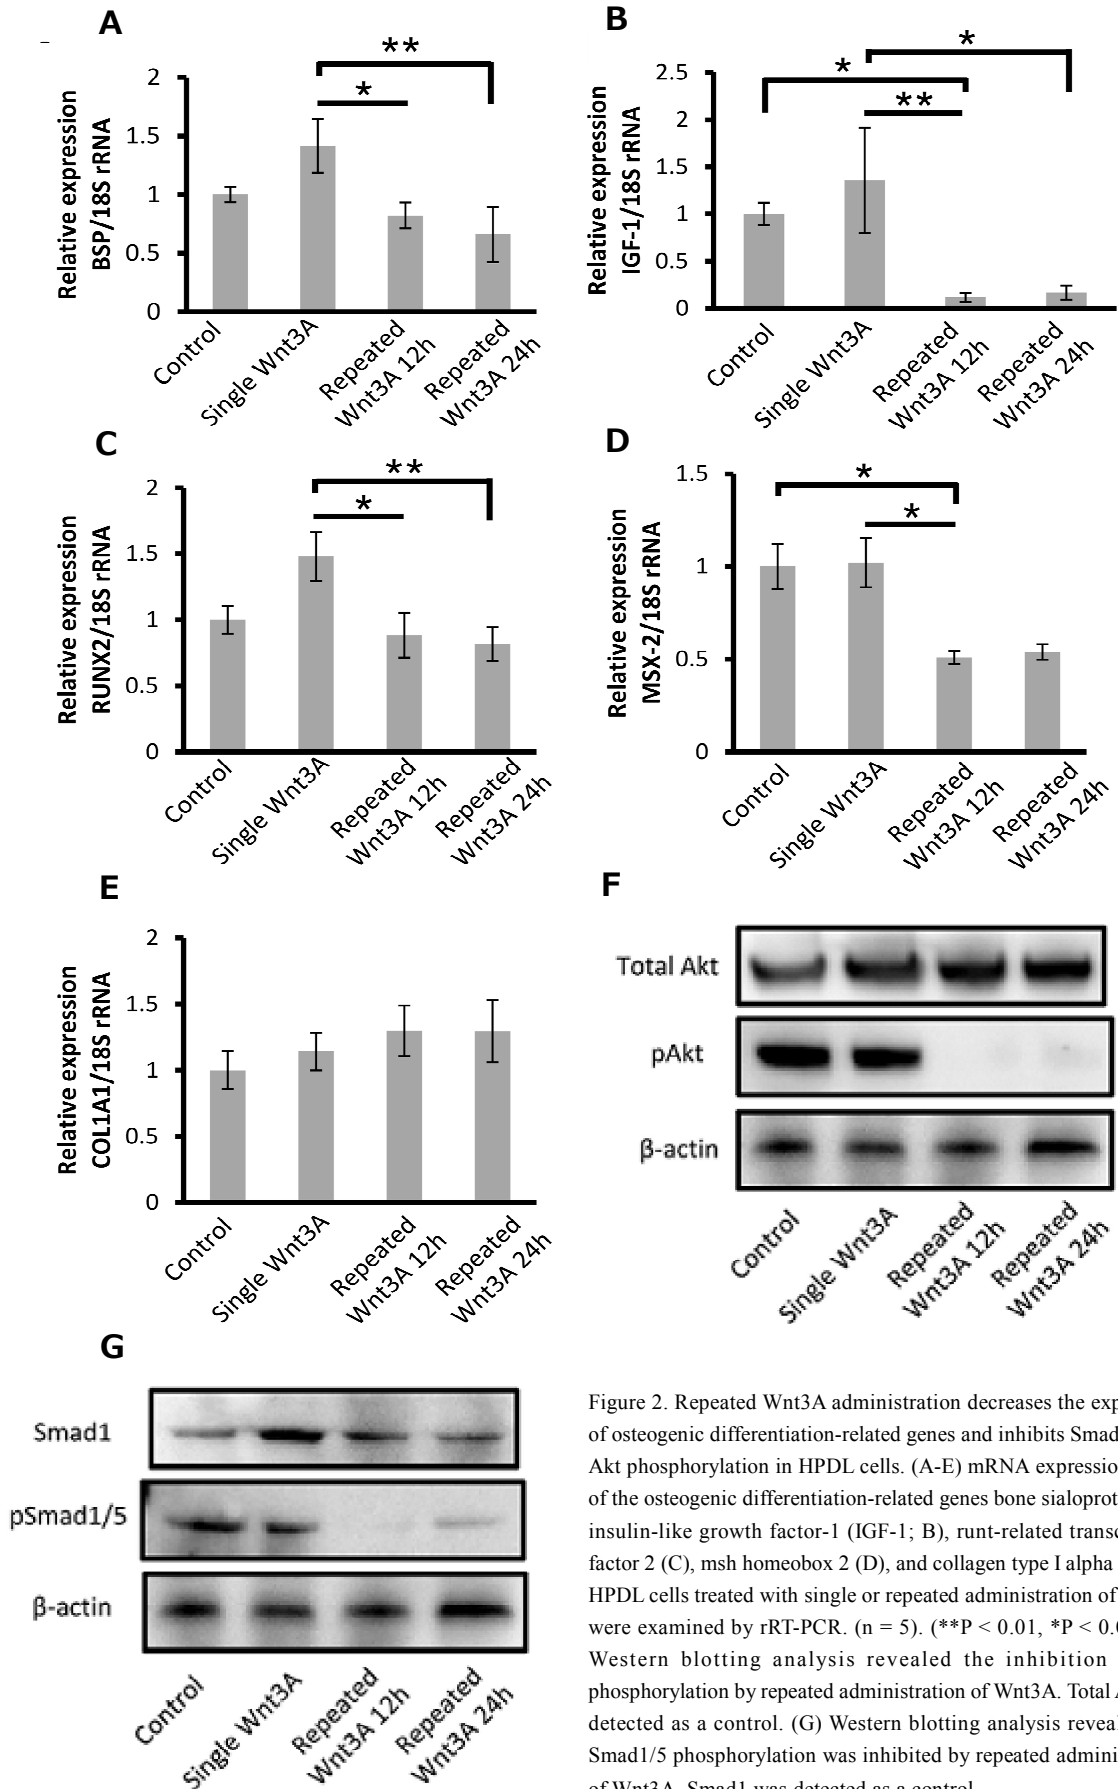 A
Relative expression
BSP/18S rRNA
2
1.5
1
0.5
0
**
*
Control
Single Wnt3A
Repeated
Wnt3A 12h
Repeated
Wnt3A 24h
B
Relative expression
IGF-1/18S rRNA
2.5
2
1.5
1
0.5
0
*
*
**
Control
Single Wnt3A
Repeated
Wnt3A 12h
Repeated
Wnt3A 24h
C
Relative expression
RUNX2/18S rRNA
2
1.5
1
0.5
0
**
*
Control
Single Wnt3A
Repeated
Wnt3A 12h
Repeated
Wnt3A 24h
D
Relative expression
MSX-2/18S rRNA
1.5
1
0.5
0
*
*
Control
Single Wnt3A
Repeated
Wnt3A 12h
Repeated
Wnt3A 24h
E
Relative expression
COL1A1/18S rRNA
2
1.5
1
0.5
0
Control
Single Wnt3A
Repeated
Wnt3A 12h
Repeated
Wnt3A 24h
F
Total Akt
pAkt
β-actin
Control
Single Wnt3A
Repeated
Wnt3A 12h
Repeated
Wnt3A 24h
G
Smad1
pSmad1/5
β-actin
Control
Single Wnt3A
Repeated
Wnt3A 12h
Repeated
Wnt3A 24h
Figure 2. Repeated Wnt3A administration decreases the exp
of osteogenic differentiation-related genes and inhibits Smad
Akt phosphorylation in HPDL cells. (A-E) mRNA expressio
of the osteogenic differentiation-related genes bone sialoprot
insulin-like growth factor-1 (IGF-1; B), runt-related transc
factor 2 (C), msh homeobox 2 (D), and collagen type I alpha
HPDL cells treated with single or repeated administration of
were examined by rRT-PCR. (n = 5). (**P < 0.01, *P < 0.0
Western blotting analysis revealed the inhibition
phosphorylation by repeated administration of Wnt3A. Total A
detected as a control. (G) Western blotting analysis reveal
Smad1/5 phosphorylation was inhibited by repeated admini
of Wnt3A. Smad1 was detected as a control.